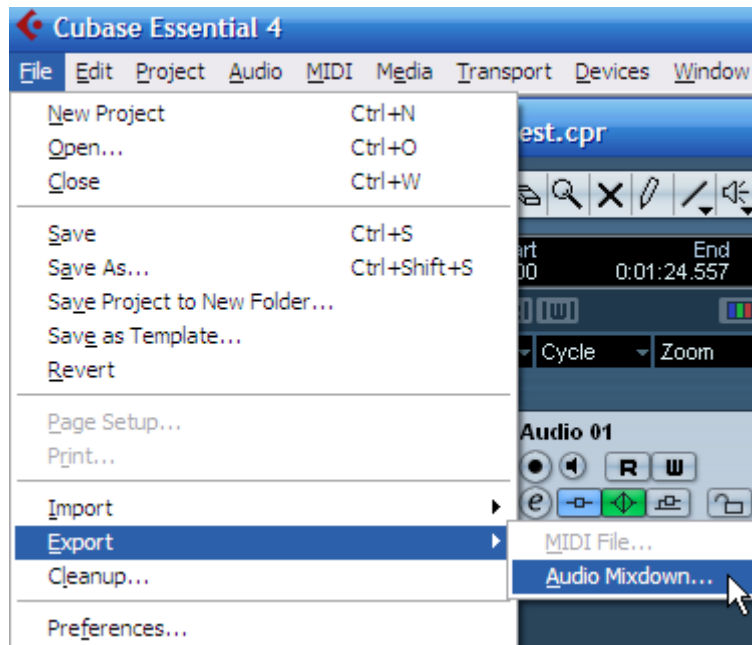 Cubase Essential 4
File Edit Project Audio MIDI Media Transport Devices Window
New Project Ctrl+N
Open... Ctrl+O
Close Ctrl+W
Save Ctrl+S
Save As... Ctrl+Shift+S
Save Project to New Folder...
Save as Template...
Revert
Page Setup...
Print...
Import
Export
Cleanup...
Preferences...
MIDI File...
Audio Mixdown...
est.cpr
art End
00 0:01:24.557
Cycle Zoom
Audio 01
R W
e